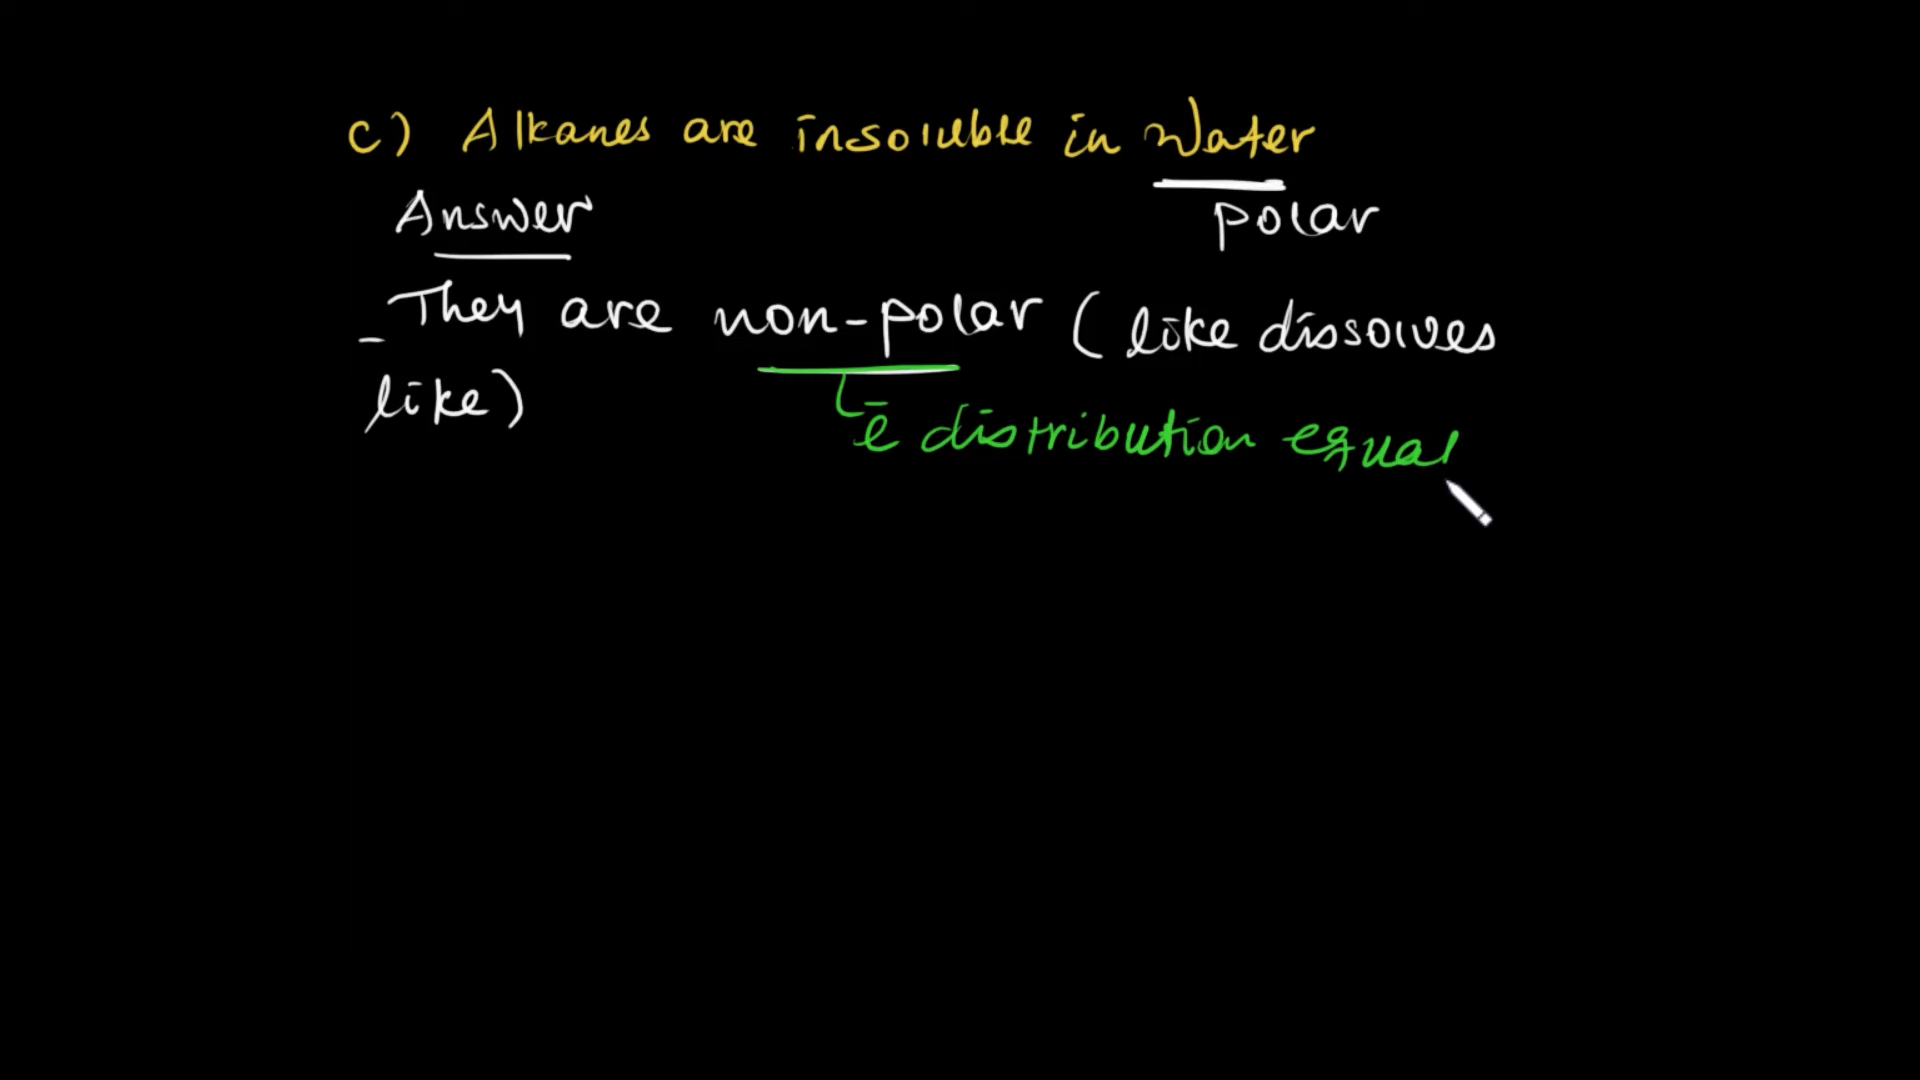 c) Alkanes are insoluble in Water
Answer
polar
- They are non-polar (like dissolves
like)
ē distribution equal